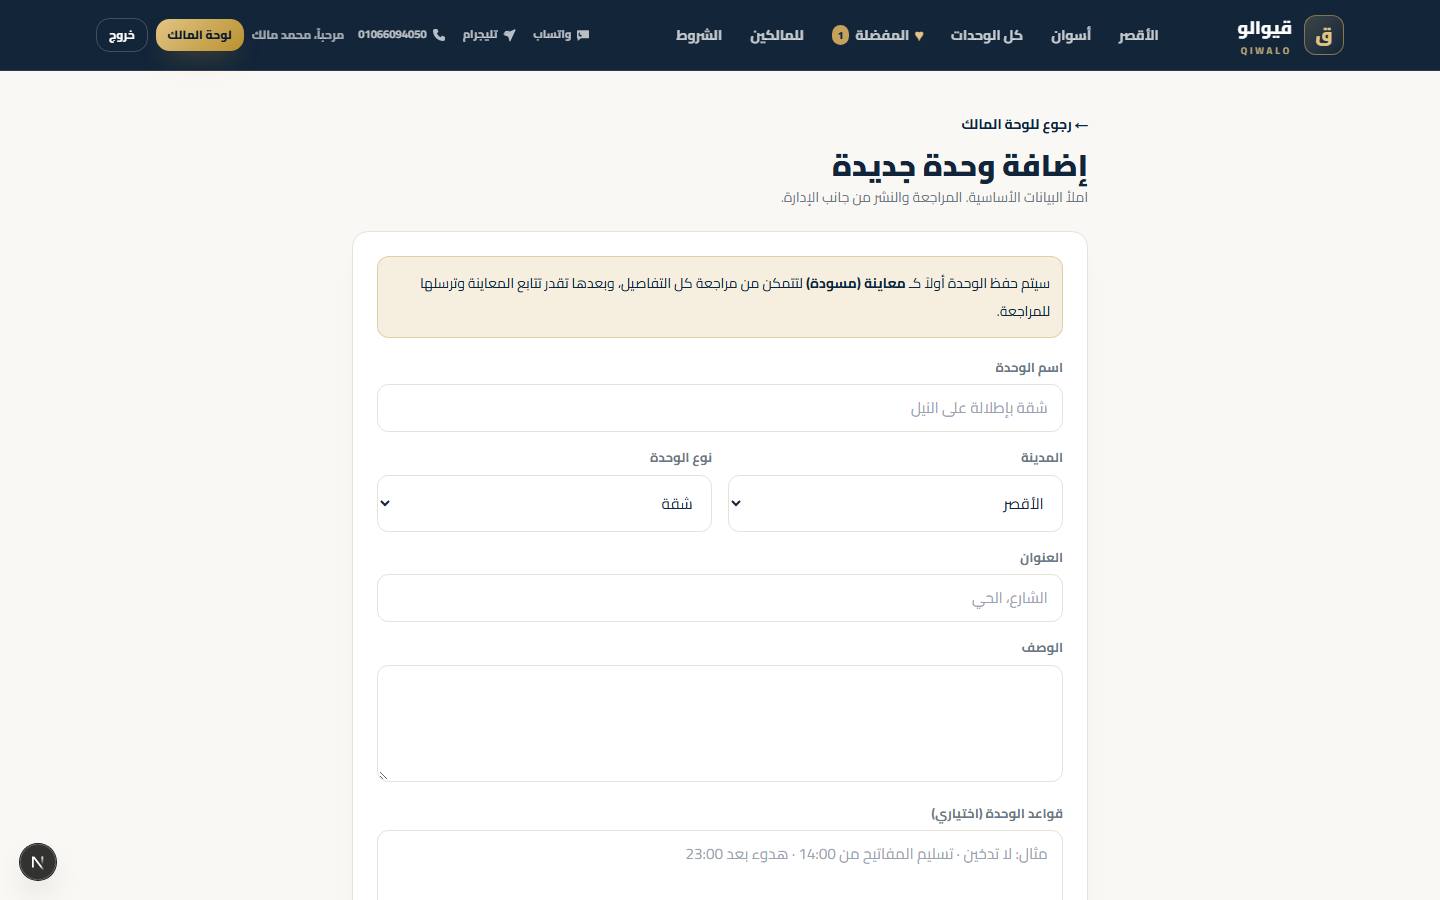 ق
قيوالو
QIWALO
الأقصر
أسوان
كل الوحدات
♥ المفضلة 1
للمالكين
الشروط
واتساب
تليجرام
01066094050
مرحباً، محمد مالك
لوحة المالك
خروج
← رجوع للوحة المالك
إضافة وحدة جديدة
املأ البيانات الأساسية. المراجعة والنشر من جانب الإدارة.
سيتم حفظ الوحدة أولاً كـ معاينة (مسودة) لتتمكن من مراجعة كل التفاصيل، وبعدها تقدر تتابع المعاينة وترسلها
للمراجعة.
اسم الوحدة
شقة بإطلالة على النيل
المدينة
نوع الوحدة
الأقصر
شقة
العنوان
الشارع، الحي
الوصف
قواعد الوحدة (اختياري)
مثال: لا تدخين · تسليم المفاتيح من 14:00 · هدوء بعد 23:00
N